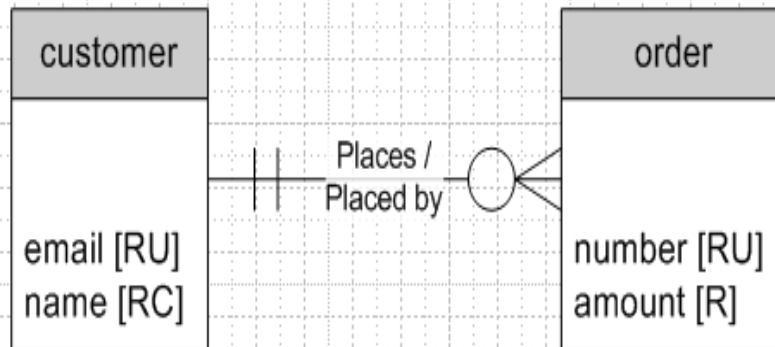 customer
email [RU]
name [RC]
Places /
Placed by
order
number [RU]
amount [R]